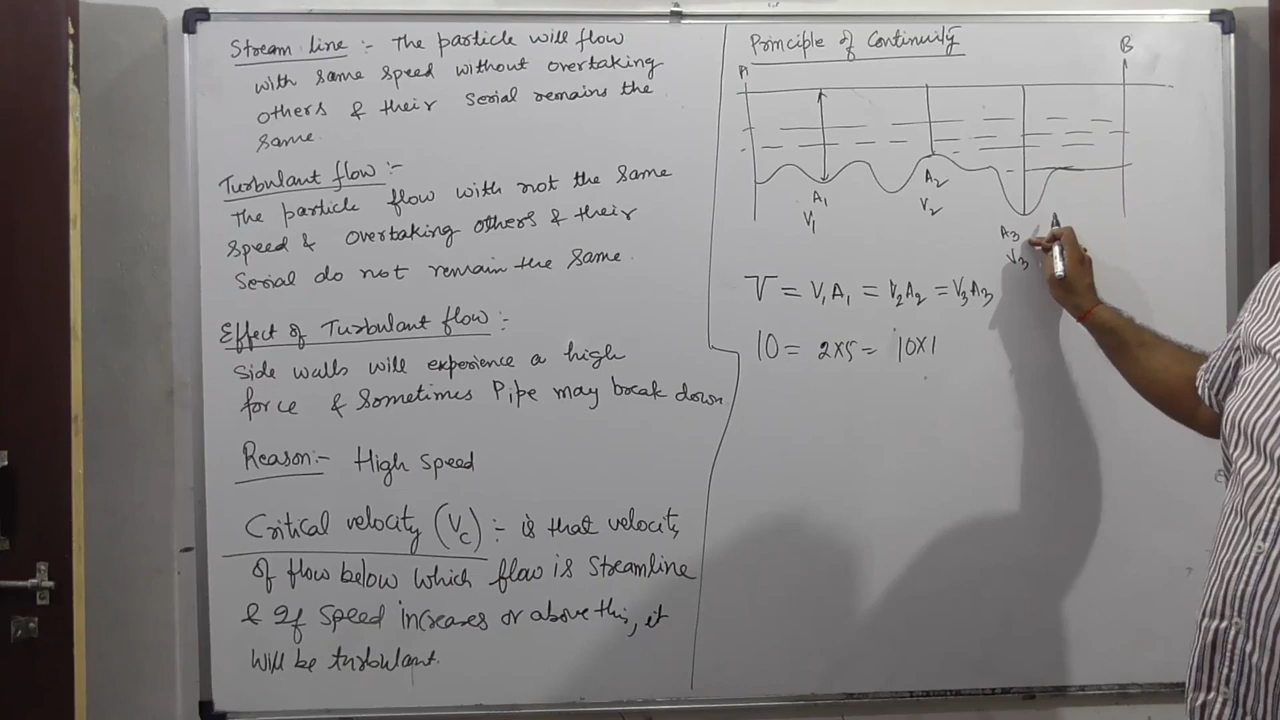 Stream line :- The particle will flow
with same speed without overtaking
others & their serial remains the
same.
Turbulant flow :-
The particle flow with not the same
speed & overtaking others & their
serial do not remain the same.
Effect of Turbulant flow :-
Side walls will experience a high
force & sometimes Pipe may break down.
Reason:- High speed
Critical velocity (Vc) :- is that velocity
of flow below which flow is streamline
& If speed increases or above this, it
will be turbulant.
Principle of Continuity
A
B
A1
V1
A2
V2
A3
V3
V = V1A1 = V2A2 = V3A3
10 = 2×5 = 10×1